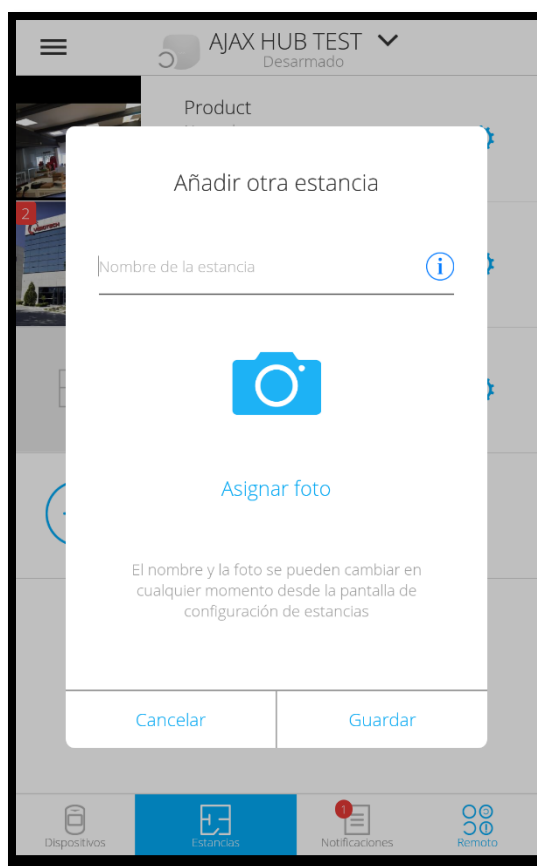 AJAX HUB TEST
Desarmado
Product
2
Añadir otra estancia
Nombre de la estancia
i
Asignar foto
El nombre y la foto se pueden cambiar en
cualquier momento desde la pantalla de
configuración de estancias
Cancelar
Guardar
1
Dispositivos
Estancias
Notificaciones
Remoto